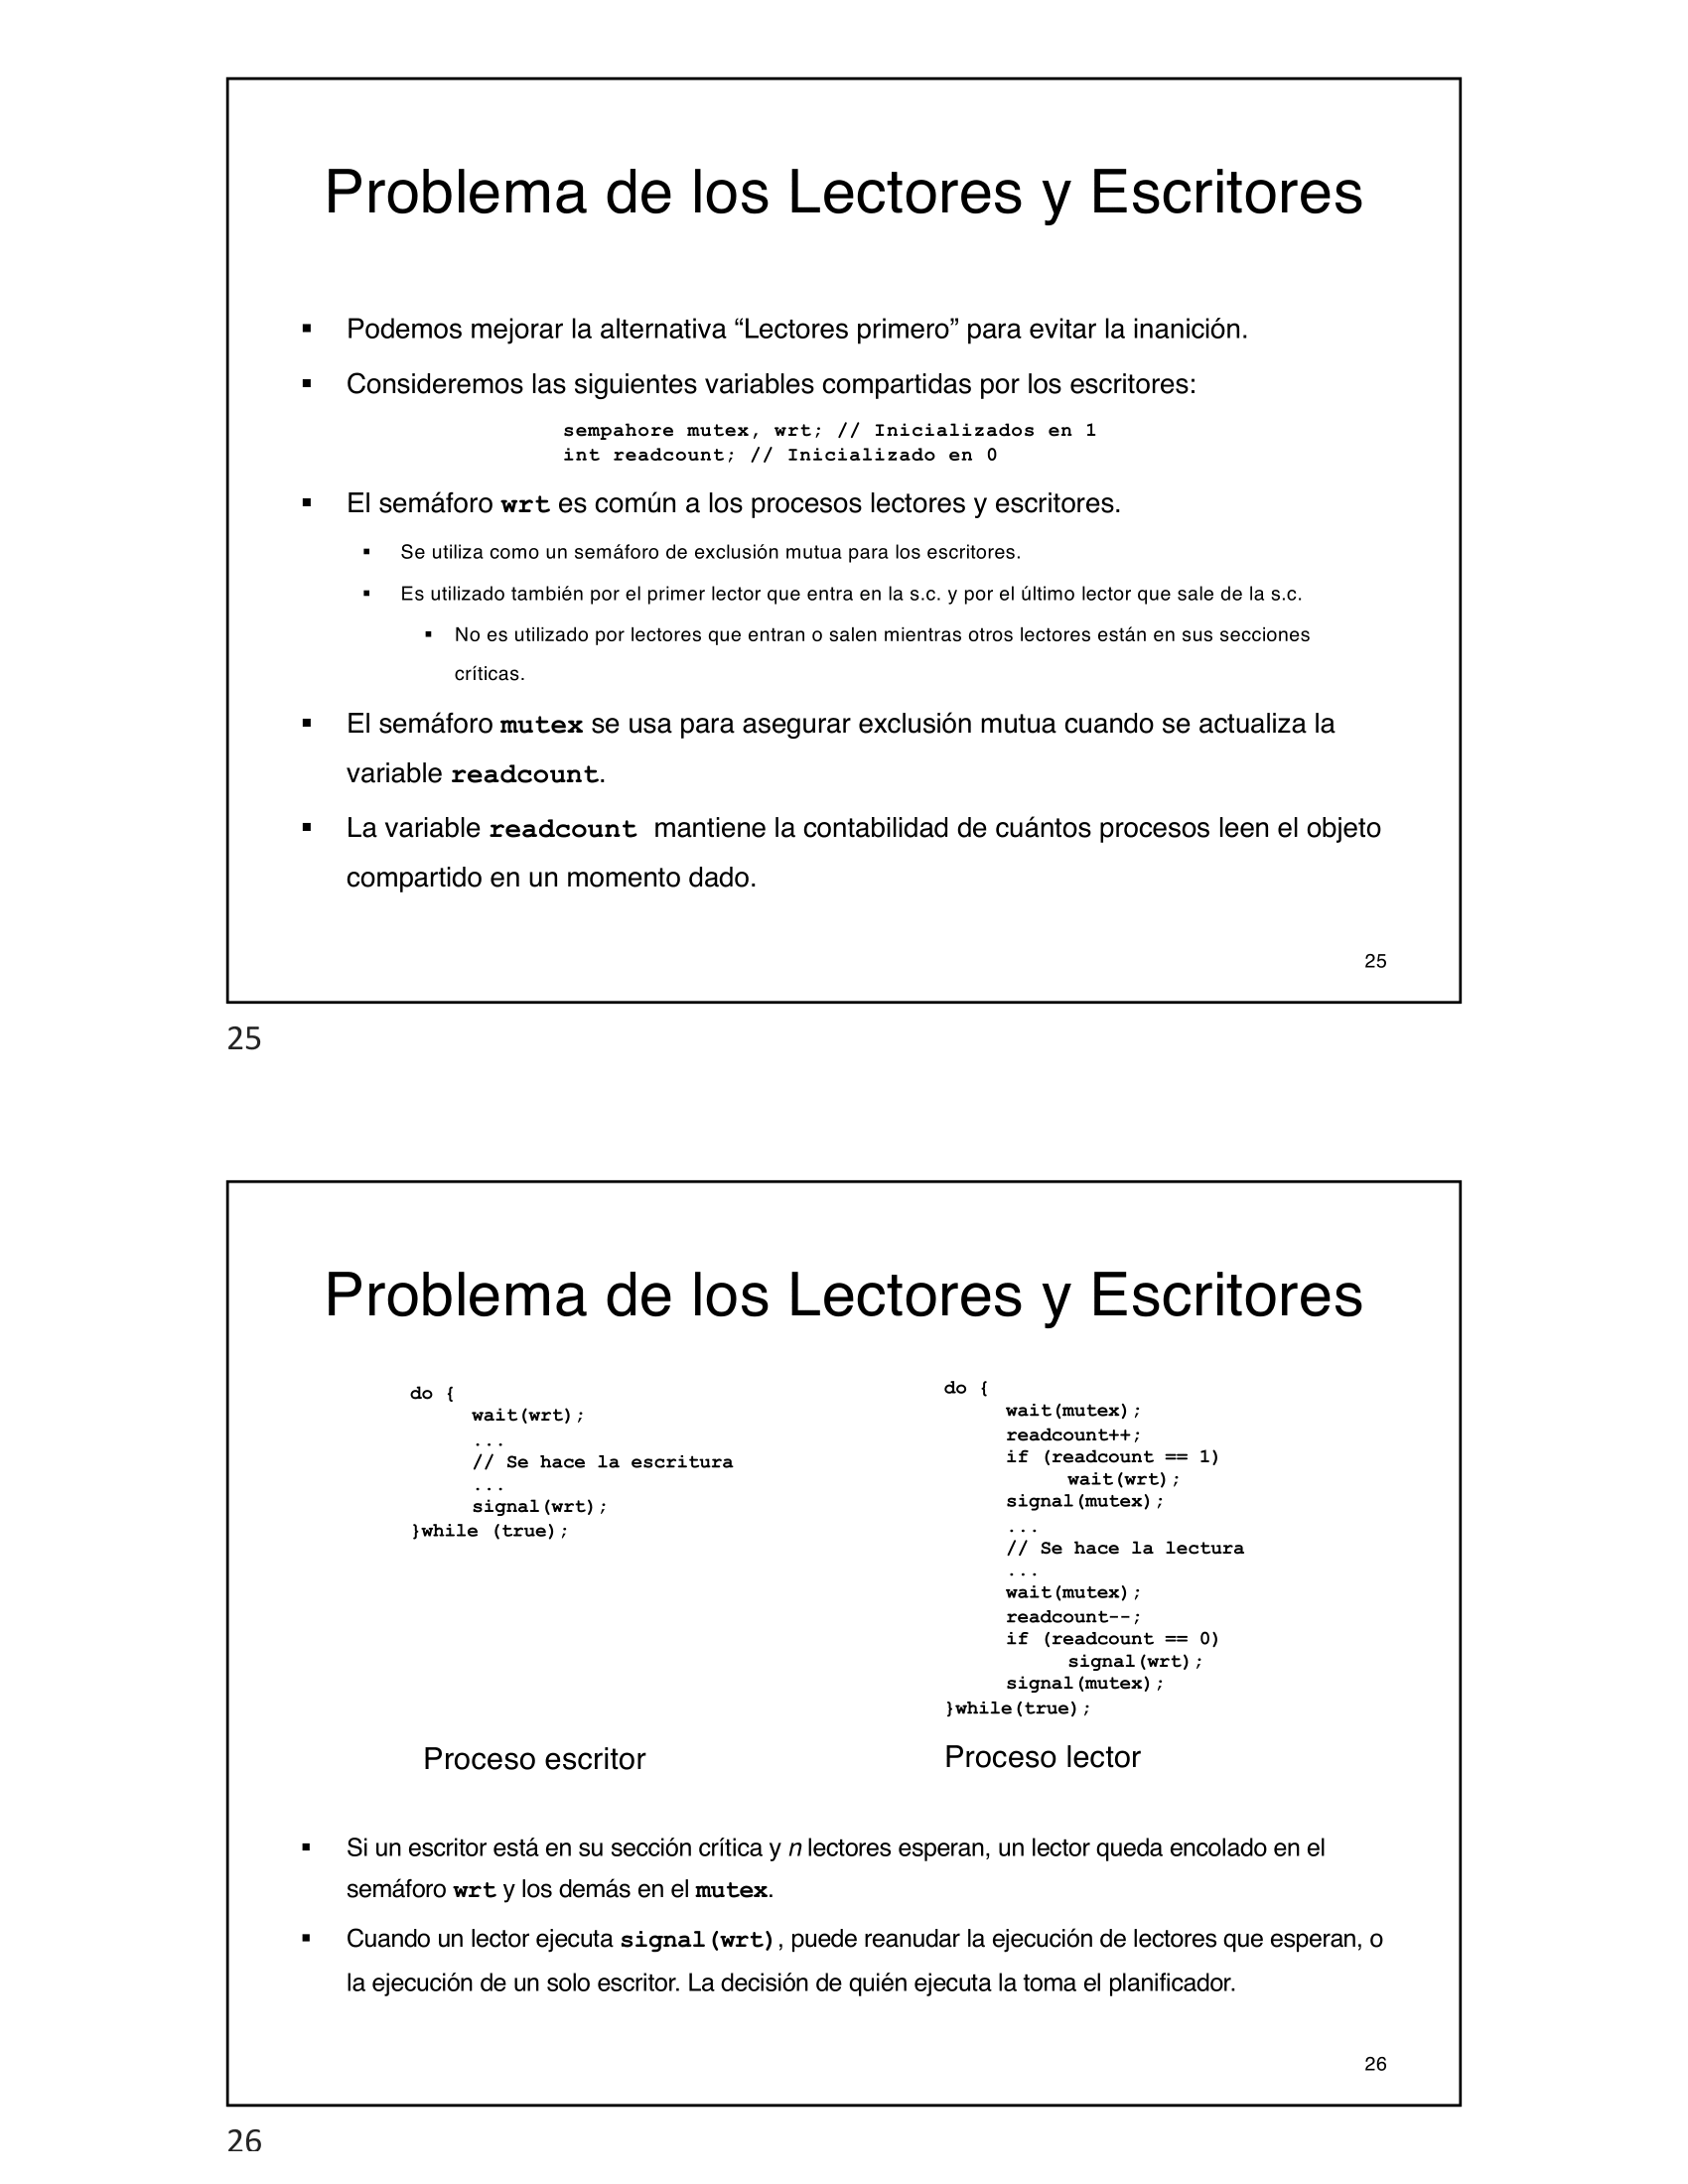 Problema de los Lectores y Escritores
▪ Podemos mejorar la alternativa “Lectores primero” para evitar la inanición.
▪ Consideremos las siguientes variables compartidas por los escritores:
sempahore mutex, wrt; // Inicializados en 1
int readcount; // Inicializado en 0
▪ El semáforo wrt es común a los procesos lectores y escritores.
▪ Se utiliza como un semáforo de exclusión mutua para los escritores.
▪ Es utilizado también por el primer lector que entra en la s.c. y por el último lector que sale de la s.c.
▪ No es utilizado por lectores que entran o salen mientras otros lectores están en sus secciones
críticas.
▪ El semáforo mutex se usa para asegurar exclusión mutua cuando se actualiza la
variable readcount.
▪ La variable readcount mantiene la contabilidad de cuántos procesos leen el objeto
compartido en un momento dado.
25
25
Problema de los Lectores y Escritores
do {
wait(wrt);
...
// Se hace la escritura
...
signal(wrt);
}while (true);
Proceso escritor
do {
wait(mutex);
readcount++;
if (readcount == 1)
wait(wrt);
signal(mutex);
...
// Se hace la lectura
...
wait(mutex);
readcount--;
if (readcount == 0)
signal(wrt);
signal(mutex);
}while(true);
Proceso lector
▪ Si un escritor está en su sección crítica y n lectores esperan, un lector queda encolado en el
semáforo wrt y los demás en el mutex.
▪ Cuando un lector ejecuta signal(wrt), puede reanudar la ejecución de lectores que esperan, o
la ejecución de un solo escritor. La decisión de quién ejecuta la toma el planificador.
26
26